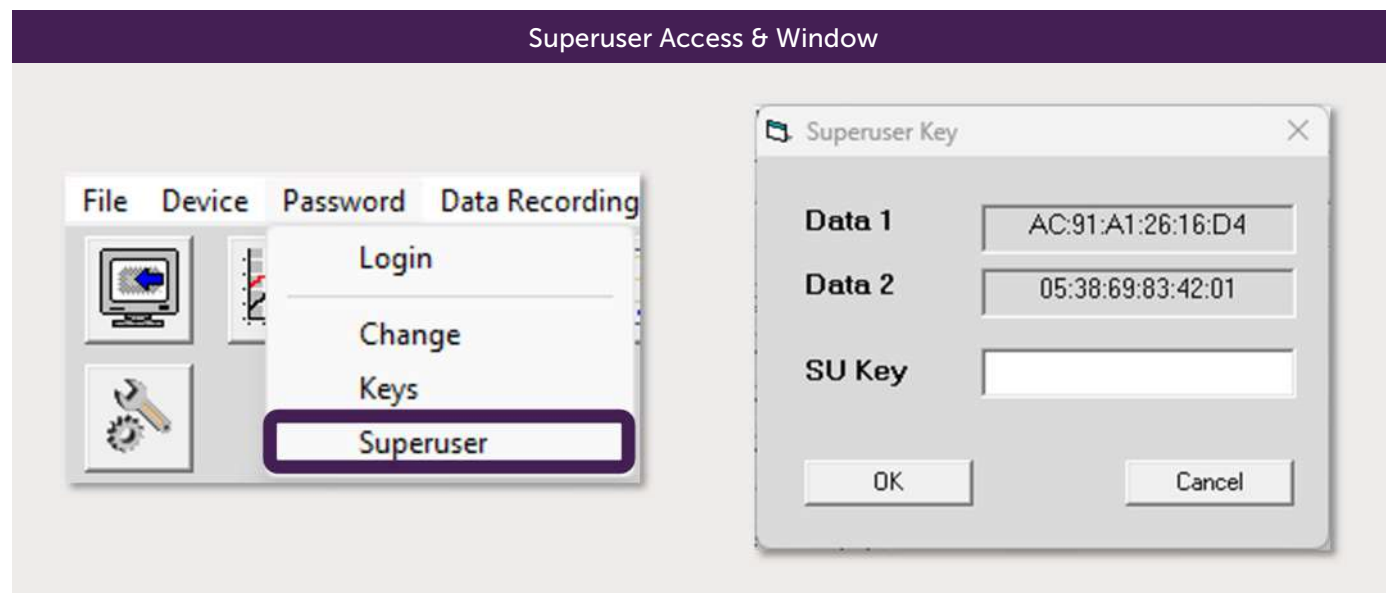 Superuser Access & Window
File Device Password Data Recording
Login
Change
Keys
Superuser
Superuser Key
Data 1 AC:91:A1:26:16:D4
Data 2 05:38:69:83:42:01
SU Key
OK Cancel